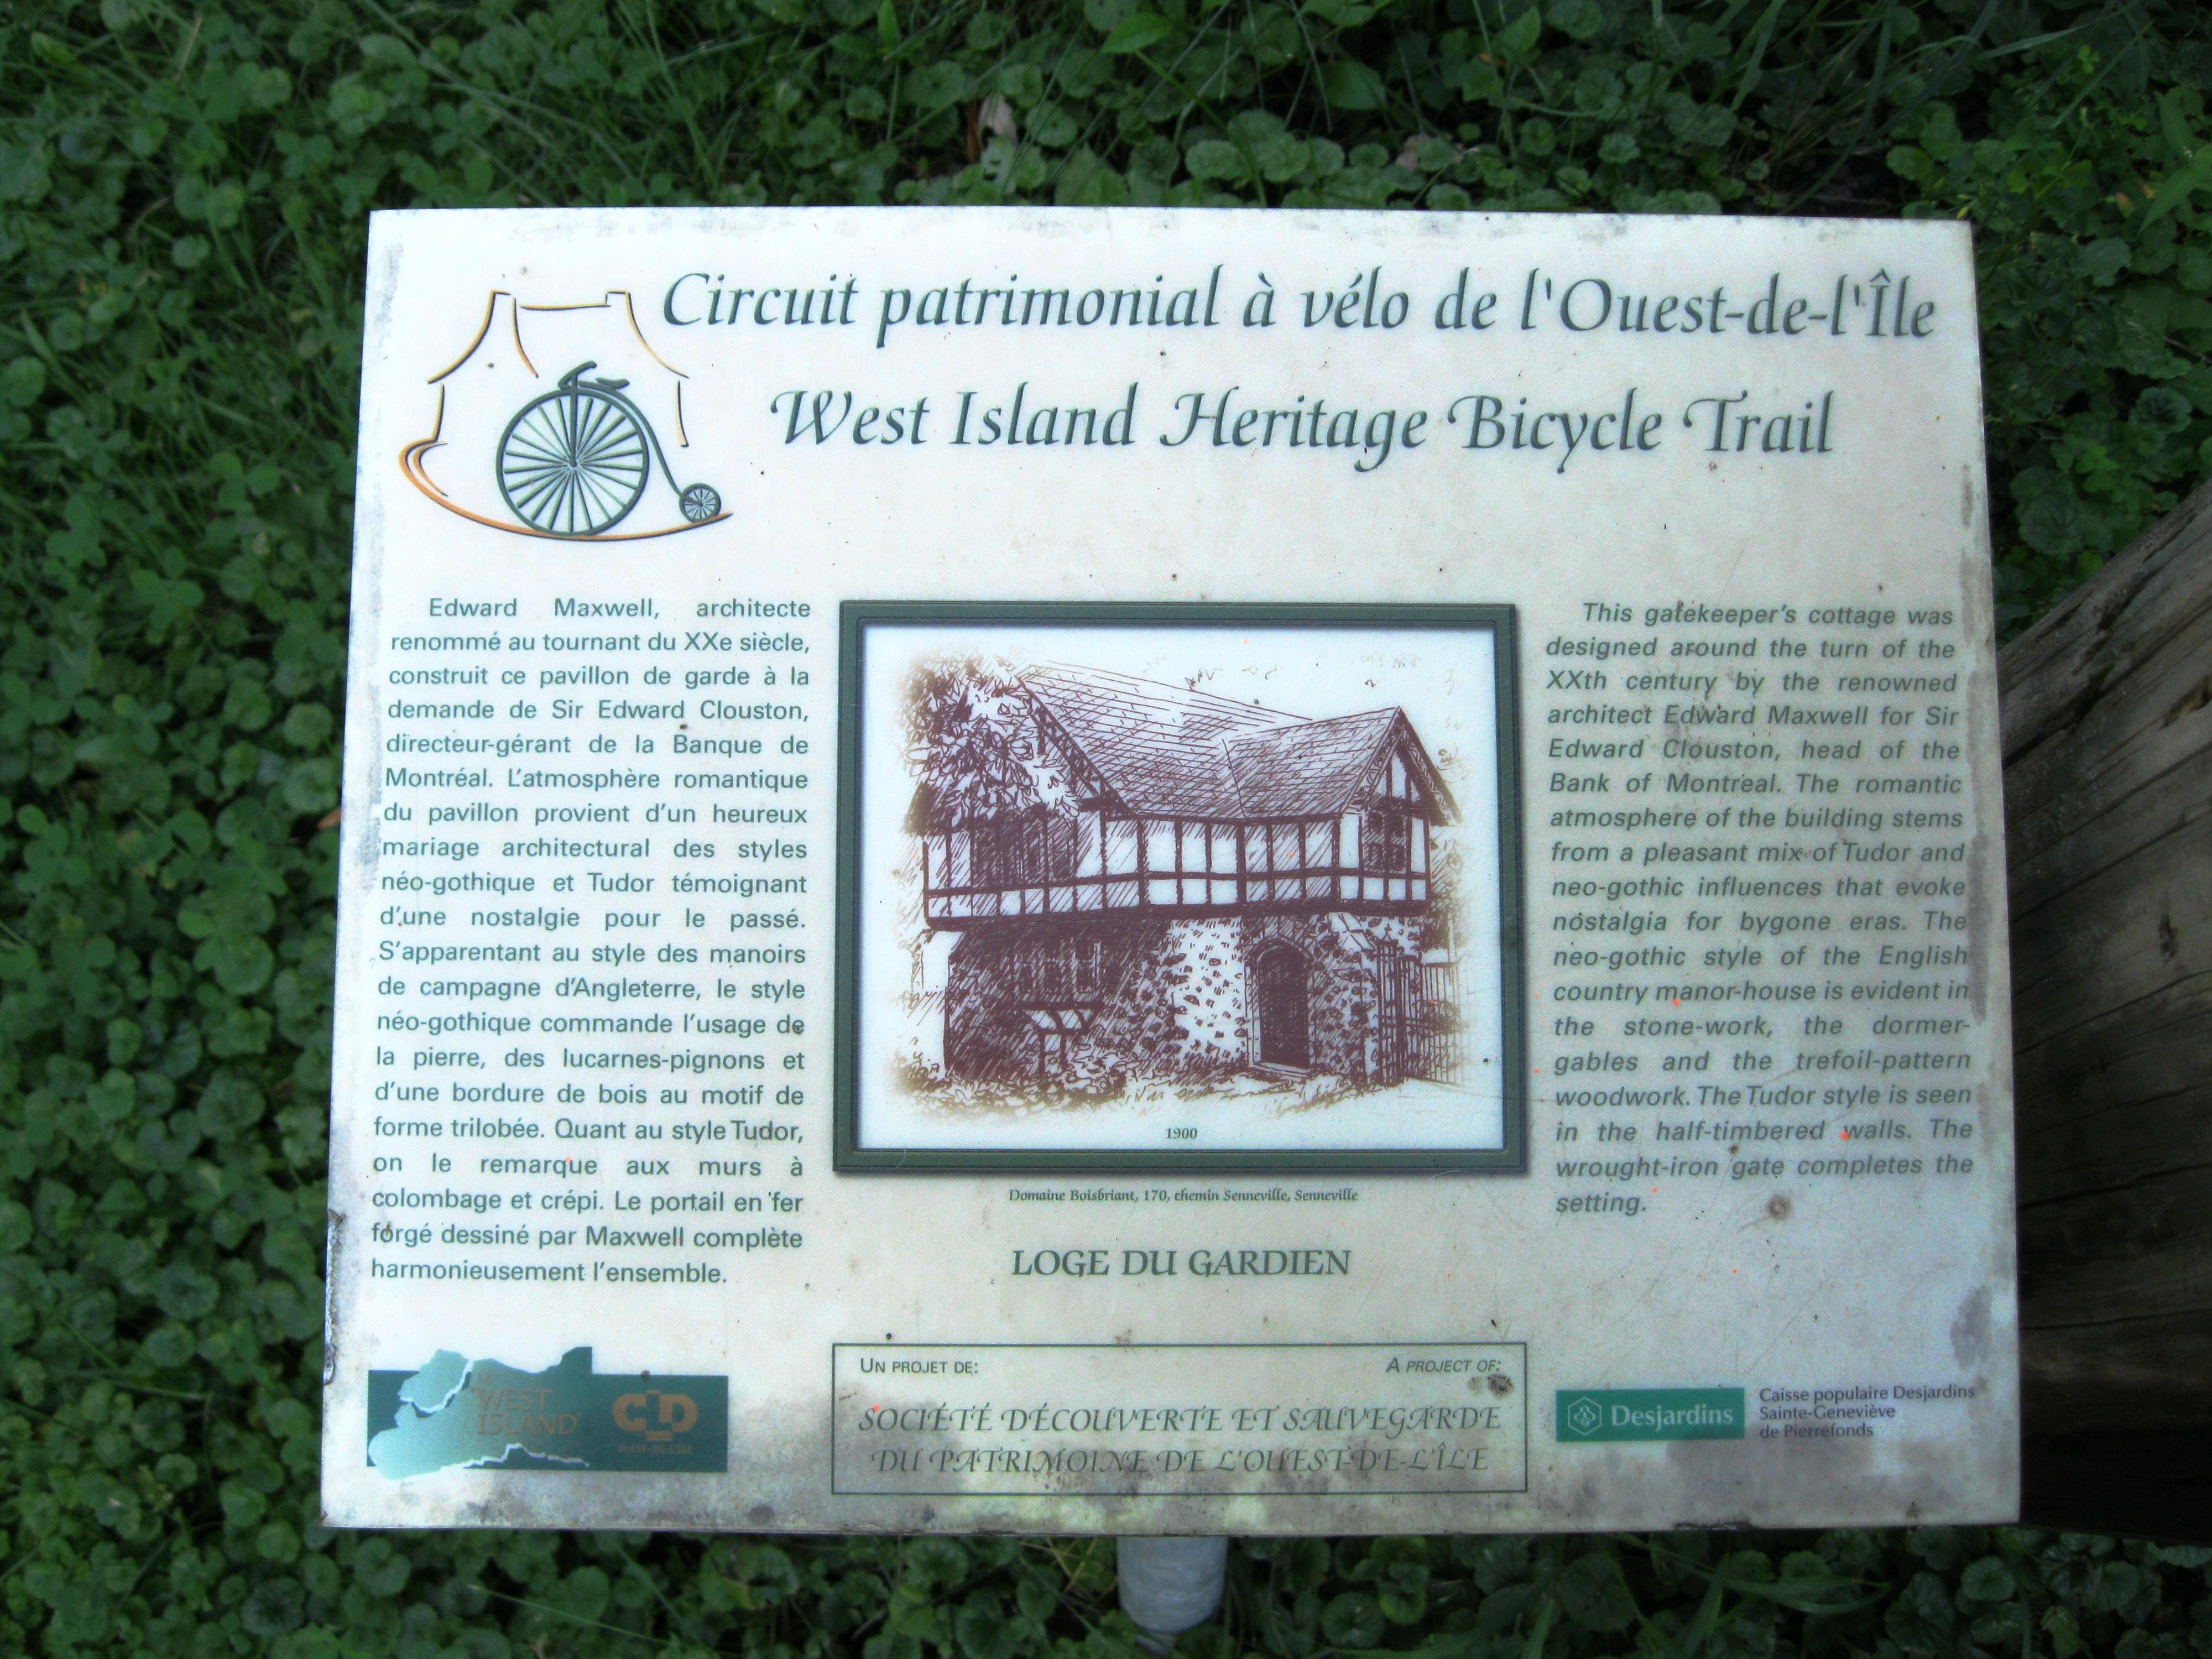 Circuit patrimonial à vélo de l'Ouest-de-l'Île
West Island Heritage Bicycle Trail
Edward Maxwell, architecte
renommé au tournant du XXe siècle,
construit ce pavillon de garde à la
demande de Sir Edward Clouston,
directeur-gérant de la Banque de
Montréal. L'atmosphère romantique
du pavillon provient d'un heureux
mariage architectural des styles
néo-gothique et Tudor témoignant
d'une nostalgie pour le passé.
S'apparentant au style des manoirs
de campagne d'Angleterre, le style
néo-gothique commande l'usage de
la pierre, des lucarnes-pignons et
d'une bordure de bois au motif de
forme trilobée. Quant au style Tudor,
on le remarque aux murs à
colombage et crépi. Le portail en fer
forgé dessiné par Maxwell complète
harmonieusement l'ensemble.
1900
Domaine Boisbriant, 170, chemin Senneville, Senneville
LOGE DU GARDIEN
This gatekeeper's cottage was
designed around the turn of the
XXth century by the renowned
architect Edward Maxwell for Sir
Edward Clouston, head of the
Bank of Montreal. The romantic
atmosphere of the building stems
from a pleasant mix of Tudor and
neo-gothic influences that evoke
nostalgia for bygone eras. The
neo-gothic style of the English
country manor-house is evident in
the stone-work, the dormer-
gables and the trefoil-pattern
woodwork. The Tudor style is seen
in the half-timbered walls. The
wrought-iron gate completes the
setting.
WEST
ISLAND
CLD
OUEST-DE-L'ÎLE
UN PROJET DE:
A PROJECT OF:
SOCIÉTÉ DÉCOUVERTE ET SAUVEGARDE
DU PATRIMOINE DE L'OUEST-DE-L'ÎLE
Desjardins
Caisse populaire Desjardins
Sainte-Geneviève
de Pierrefonds